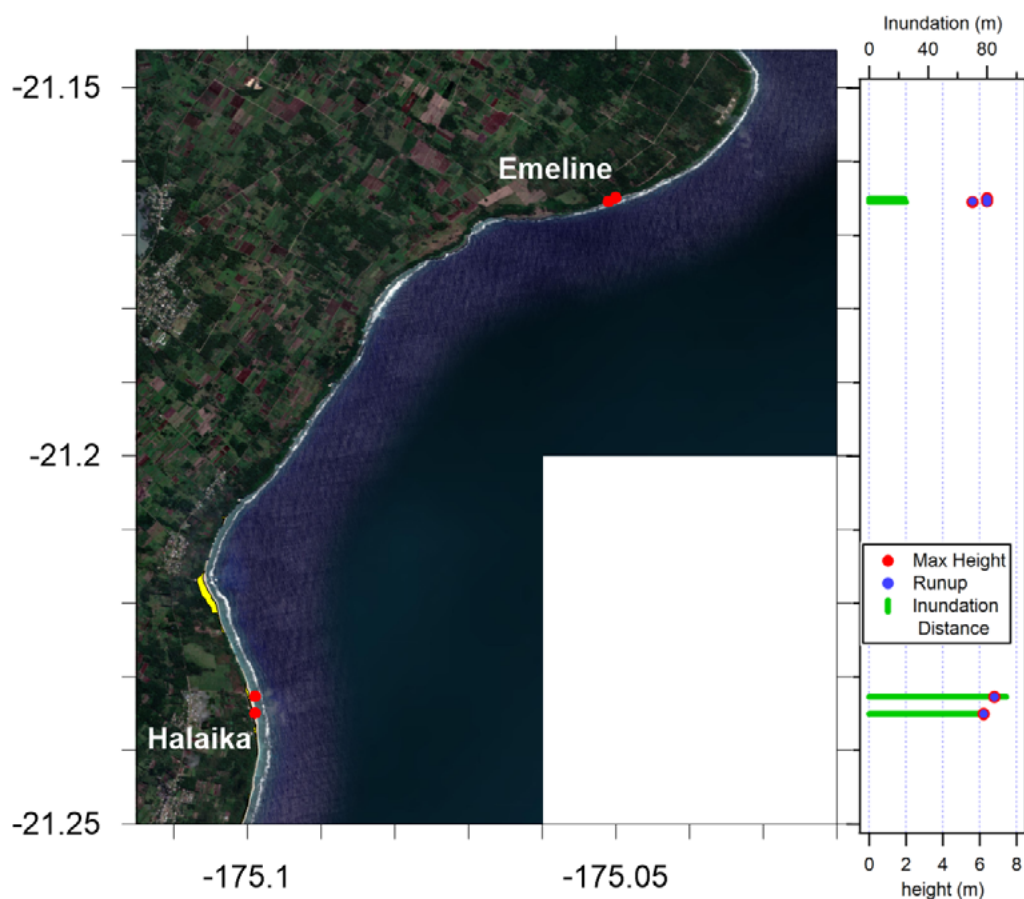 Inundation (m)
0 40 80
-21.15
Emeline
-21.2
Max Height
Runup
Inundation
Distance
Halaika
-21.25
-175.1 -175.05
0 2 4 6 8
height (m)